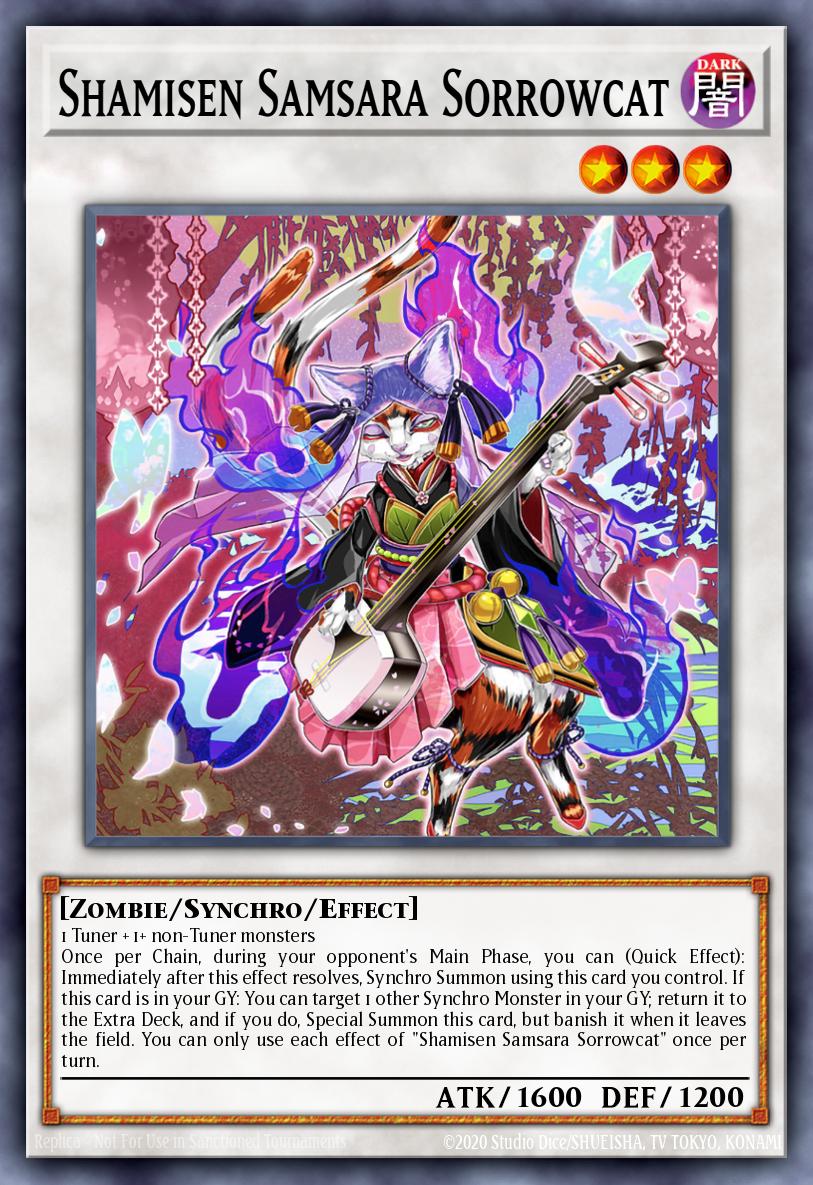 Shamisen Samsara Sorrowcat
DARK
闇
[Zombie/Synchro/Effect]
1 Tuner + 1+ non-Tuner monsters
Once per Chain, during your opponent's Main Phase, you can (Quick Effect):
Immediately after this effect resolves, Synchro Summon using this card you control. If
this card is in your GY: You can target 1 other Synchro Monster in your GY; return it to
the Extra Deck, and if you do, Special Summon this card, but banish it when it leaves
the field. You can only use each effect of "Shamisen Samsara Sorrowcat" once per
turn.
ATK/1600 DEF/1200
Replica - Not For Use in Sanctioned Tournaments
©2020 Studio Dice/SHUEISHA, TV TOKYO, KONAMI